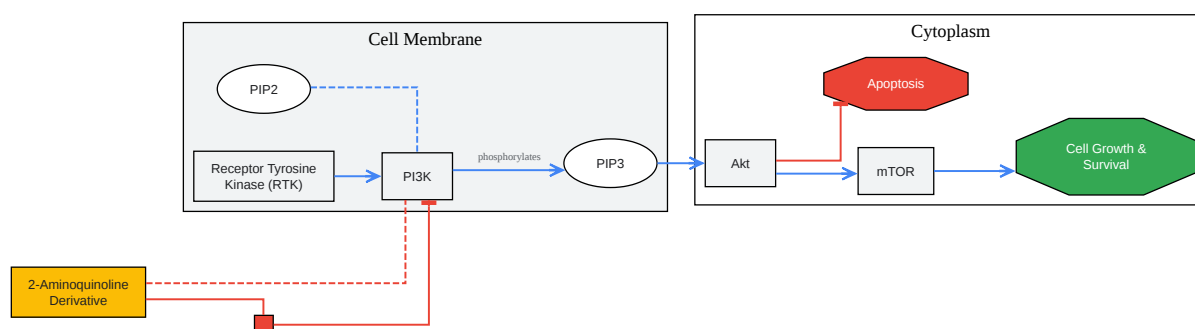 Cell Membrane
PIP2
Receptor Tyrosine
Kinase (RTK)
PI3K
phosphorylates
PIP3
Cytoplasm
Apoptosis
Akt
mTOR
Cell Growth &
Survival
2-Aminoquinoline
Derivative